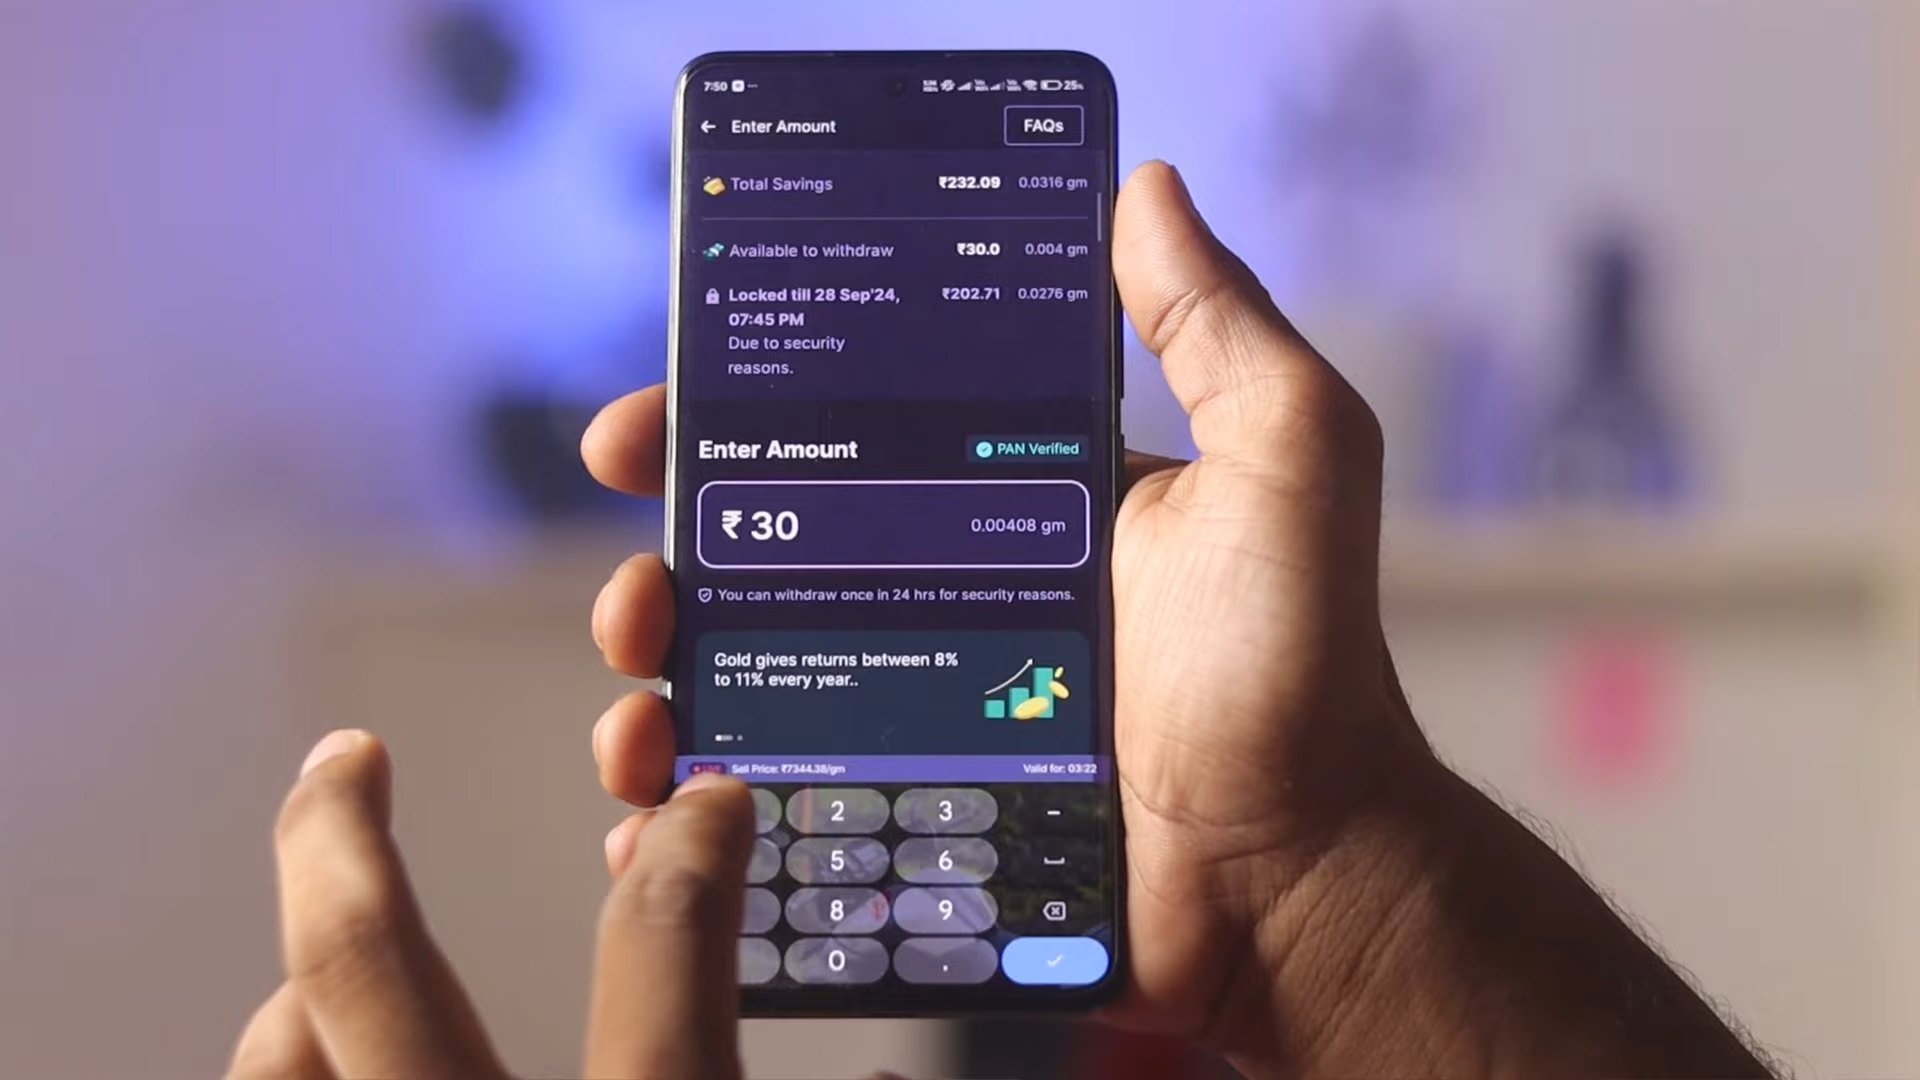 7:50 25%
Enter Amount FAQs
Total Savings ₹232.09 0.0316 gm
Available to withdraw ₹30.0 0.004 gm
Locked till 28 Sep'24, ₹202.71 0.0276 gm
07:45 PM
Due to security
reasons.
Enter Amount PAN Verified
₹ 30 0.00408 gm
You can withdraw once in 24 hrs for security reasons.
Gold gives returns between 8%
to 11% every year..
Sell Price: ₹7344.38/gm Valid for: 03:22
2 3 -
5 6
8 9
0 .